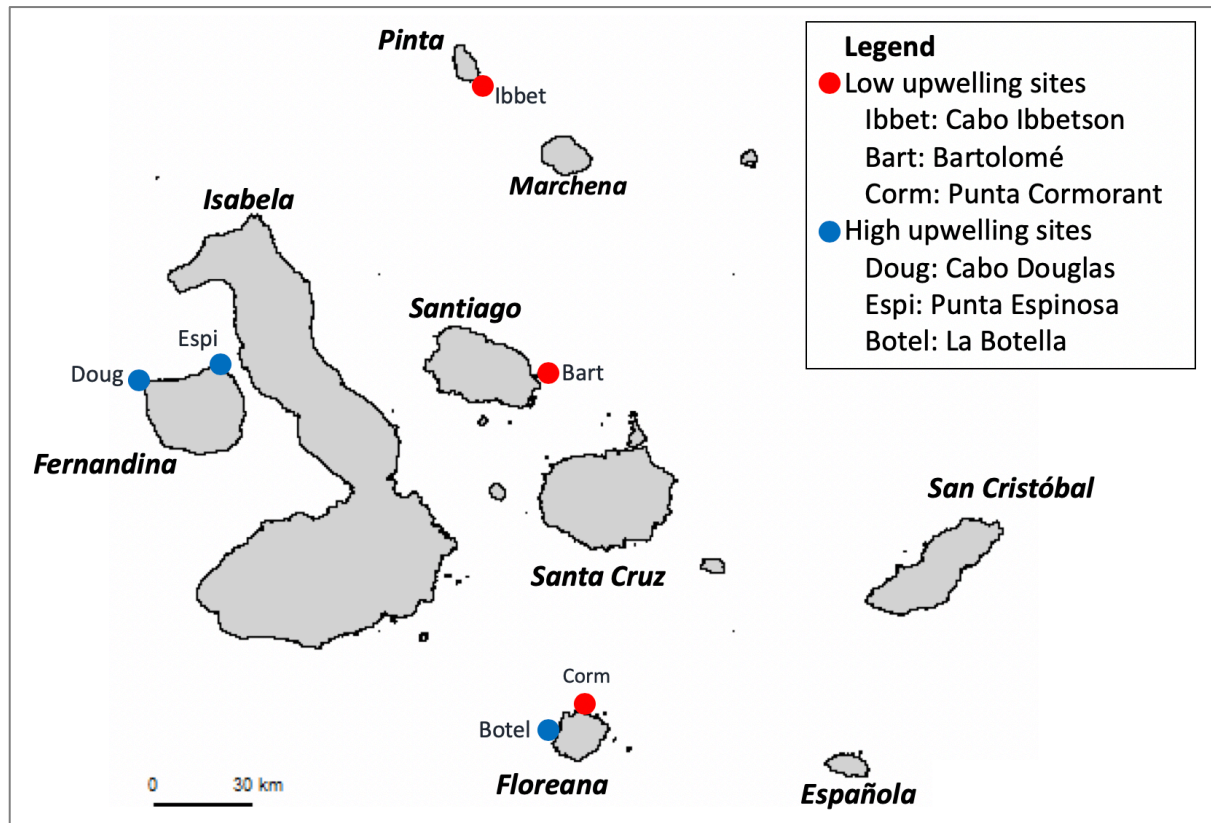 Pinta
Ibbet
Marchena
Legend
Low upwelling sites
Ibbet: Cabo Ibbetson
Bart: Bartolomé
Corm: Punta Cormorant
High upwelling sites
Doug: Cabo Douglas
Espi: Punta Espinosa
Botel: La Botella
Isabela
Santiago
Espi
Doug
Bart
Fernandina
San Cristóbal
Santa Cruz
Corm
Botel
Floreana
Española
0 30 km